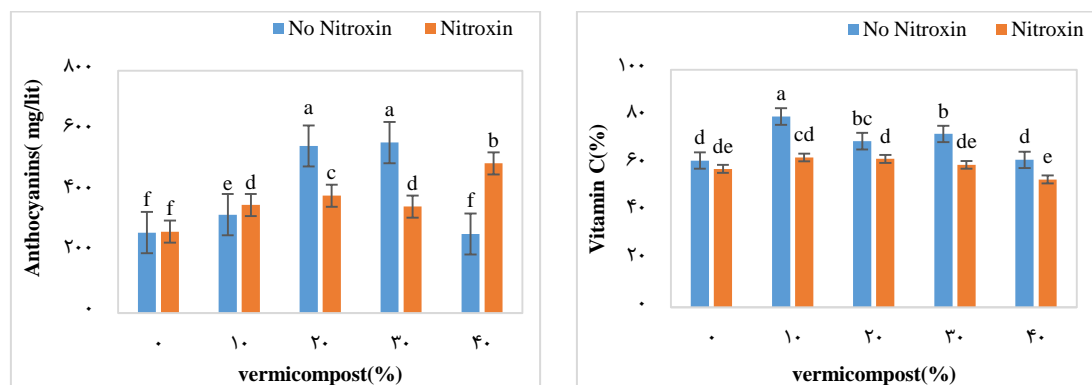 No Nitroxin Nitroxin
Anthocyanins( mg/lit)
۸۰۰
۶۰۰
۴۰۰
۲۰۰
۰
f f e d a c a d f b
۰ ۱۰ ۲۰ ۳۰ ۴۰
vermicompost(%)
No Nitroxin Nitroxin
Vitamin C(%)
۱۰۰
۸۰
۶۰
۴۰
۲۰
۰
d de a cd bc d b de d e
۰ ۱۰ ۲۰ ۳۰ ۴۰
vermicompost(%)